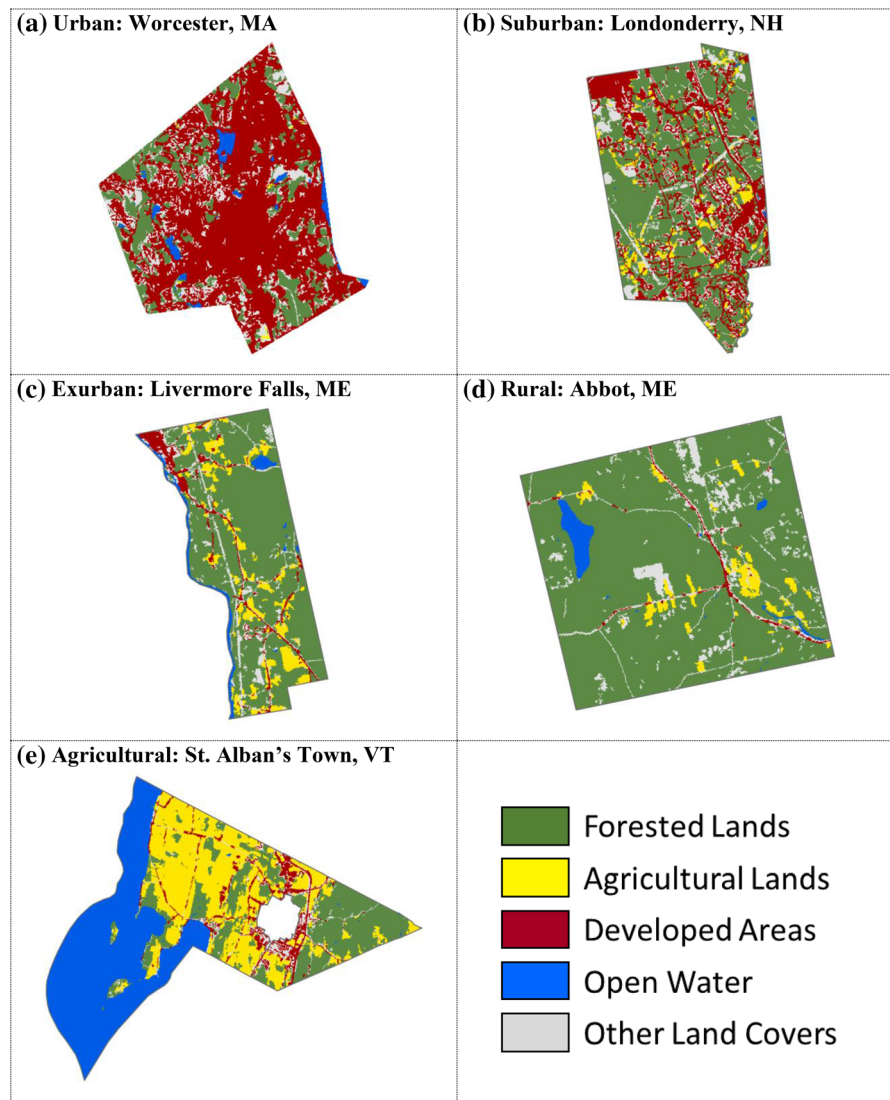 (a) Urban: Worcester, MA
(b) Suburban: Londonderry, NH
(c) Exurban: Livermore Falls, ME
(d) Rural: Abbot, ME
(e) Agricultural: St. Alban's Town, VT
Forested Lands
Agricultural Lands
Developed Areas
Open Water
Other Land Covers